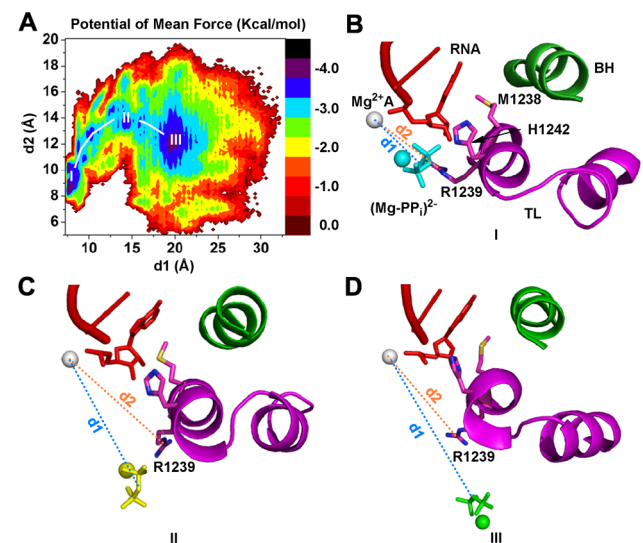 A
Potential of Mean Force (Kcal/mol)
20
18
16
14
12
10
8
6
d2 (Å)
10 15 20 25 30
d1 (Å)
II
III
-4.0
-3.0
-2.0
-1.0
0.0
B
RNA
BH
Mg2+A
M1238
d2
d1
H1242
R1239
(Mg-PPi)2-
TL
I
C
d2
d1
R1239
II
D
d2
d1
R1239
III